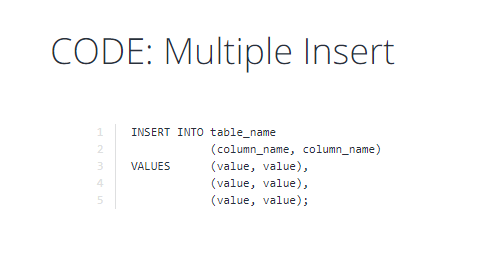 CODE: Multiple Insert
1 INSERT INTO table_name
2 (column_name, column_name)
3 VALUES (value, value),
4 (value, value),
5 (value, value);